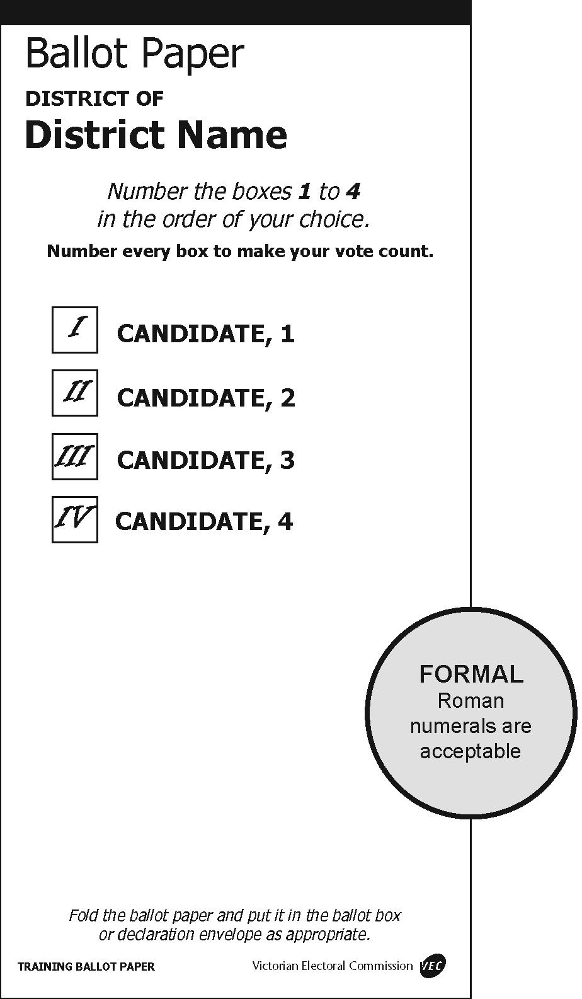 Ballot Paper
DISTRICT OF
District Name
Number the boxes 1 to 4
in the order of your choice.
Number every box to make your vote count.
I CANDIDATE, 1
II CANDIDATE, 2
III CANDIDATE, 3
IV CANDIDATE, 4
FORMAL
Roman
numerals are
acceptable
Fold the ballot paper and put it in the ballot box
or declaration envelope as appropriate.
TRAINING BALLOT PAPER Victorian Electoral Commission VEC